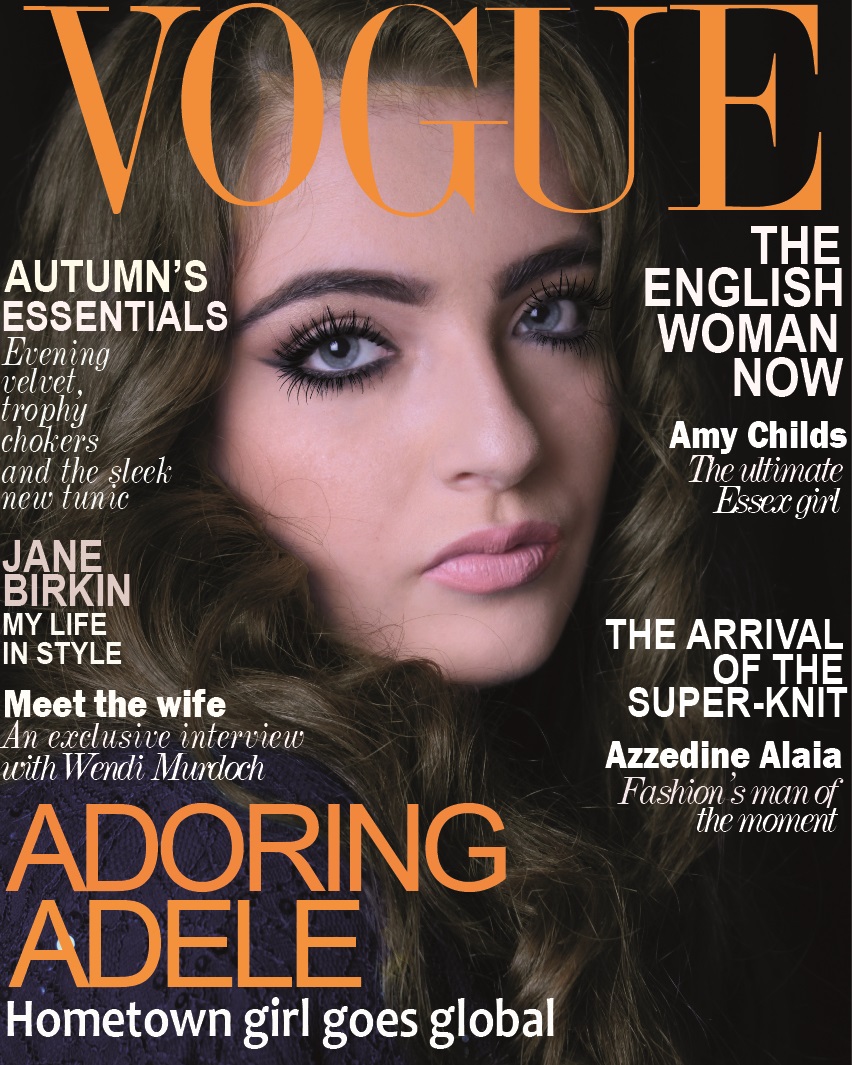 VOGUE
AUTUMN’S
ESSENTIALS
Evening
velvet,
trophy
chokers
and the sleek
new tunic
JANE
BIRKIN
MY LIFE
IN STYLE
Meet the wife
An exclusive interview
with Wendi Murdoch
ADORING
ADELE
Hometown girl goes global
THE
ENGLISH
WOMAN
NOW
Amy Childs
The ultimate
Essex girl
THE ARRIVAL
OF THE
SUPER-KNIT
Azzedine Alaia
Fashion’s man of
the moment